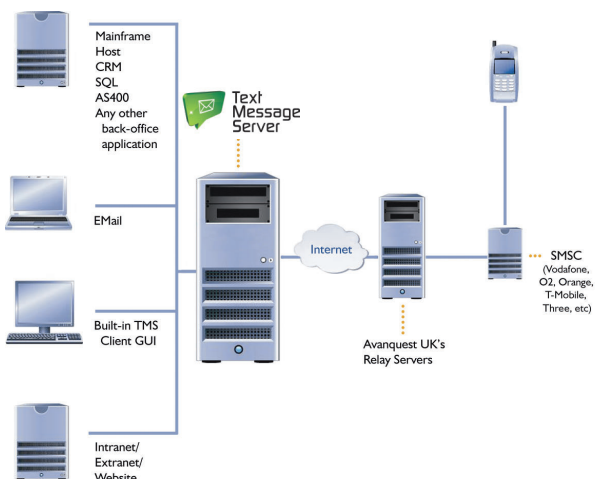 Mainframe
Host
CRM
SQL
AS400
Any other
back-office
application
Text
Message
Server
EMail
Internet
SMSC
(Vodafone,
O2, Orange,
T-Mobile,
Three, etc)
Built-in TMS
Client GUI
Avanquest UK's
Relay Servers
Intranet/
Extranet/
Website